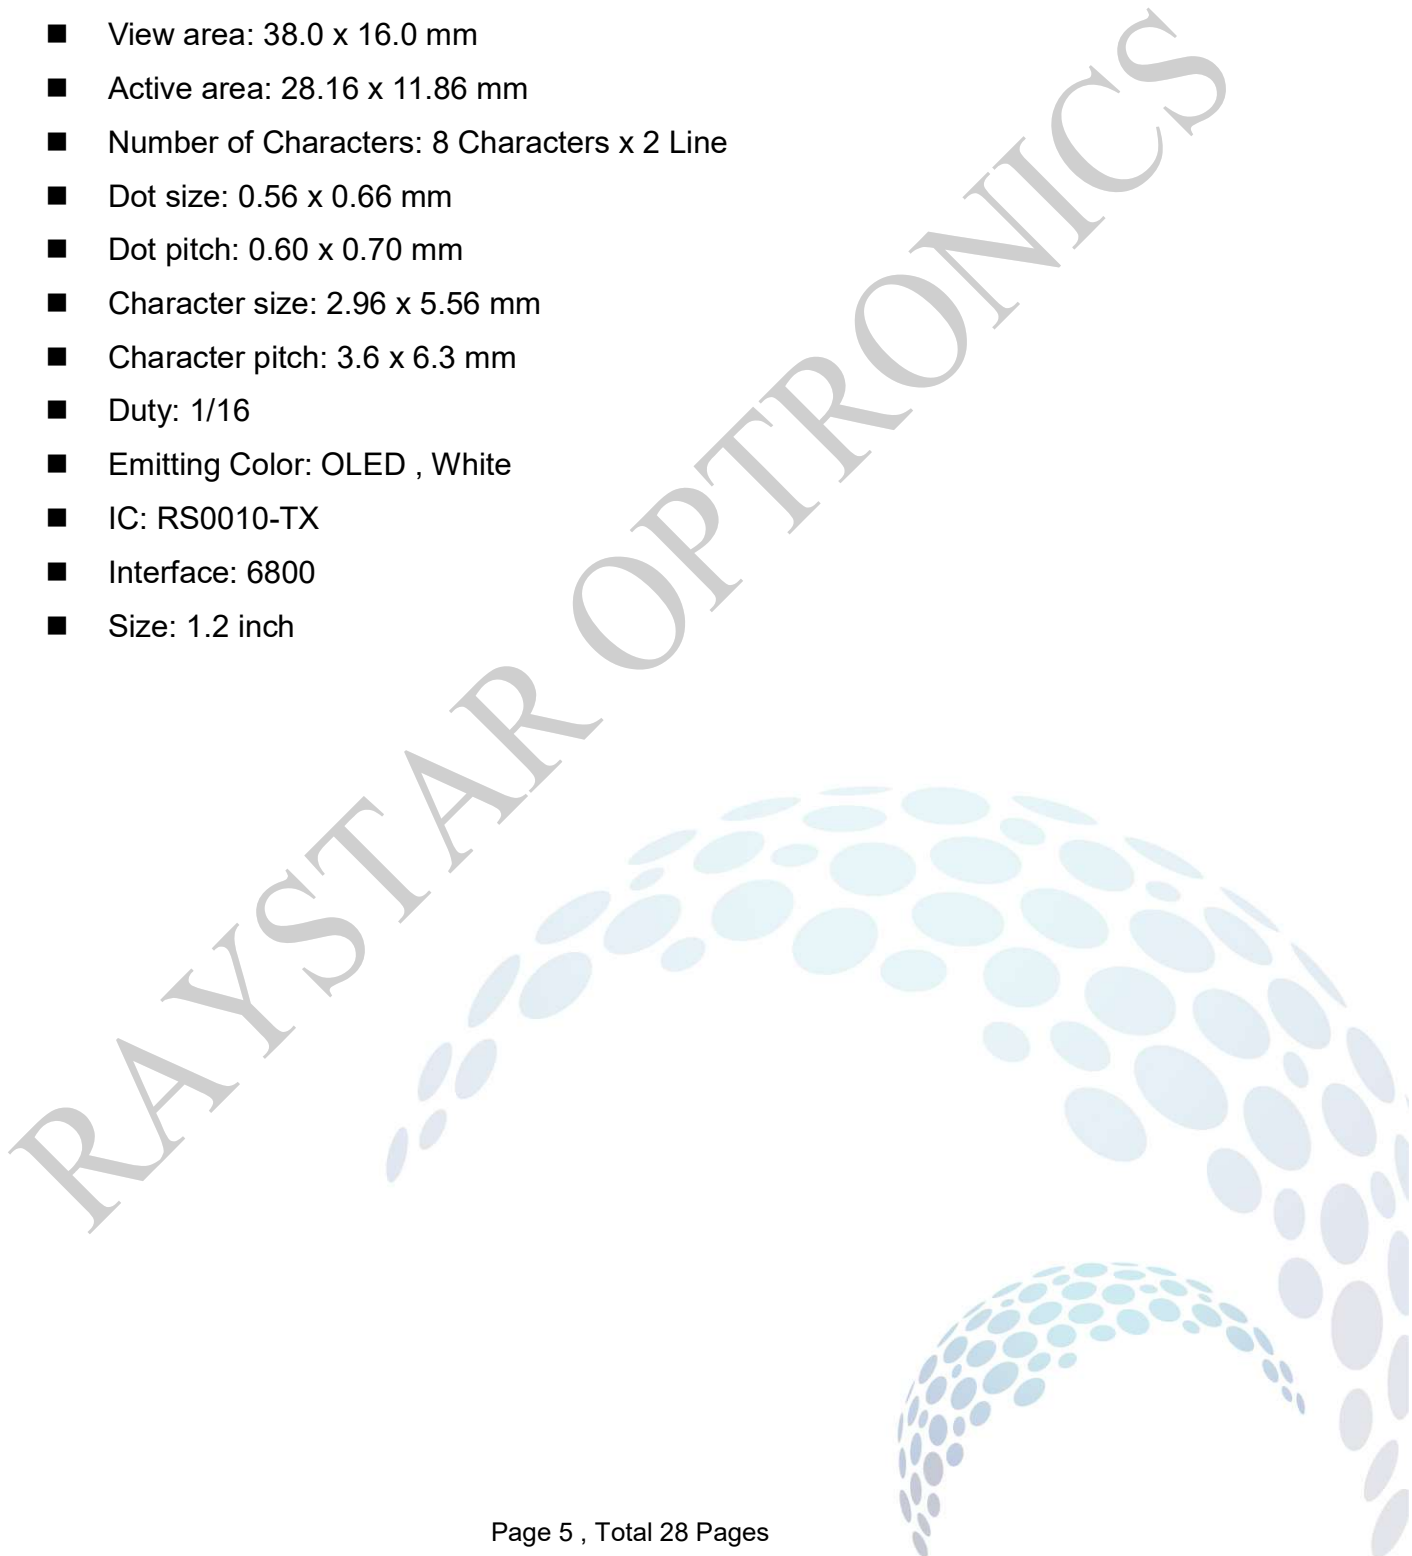 ■ View area: 38.0 x 16.0 mm
■ Active area: 28.16 x 11.86 mm
■ Number of Characters: 8 Characters x 2 Line
■ Dot size: 0.56 x 0.66 mm
■ Dot pitch: 0.60 x 0.70 mm
■ Character size: 2.96 x 5.56 mm
■ Character pitch: 3.6 x 6.3 mm
■ Duty: 1/16
■ Emitting Color: OLED , White
■ IC: RS0010-TX
■ Interface: 6800
■ Size: 1.2 inch
RAYSTAR OPTRONICS
Page 5 , Total 28 Pages